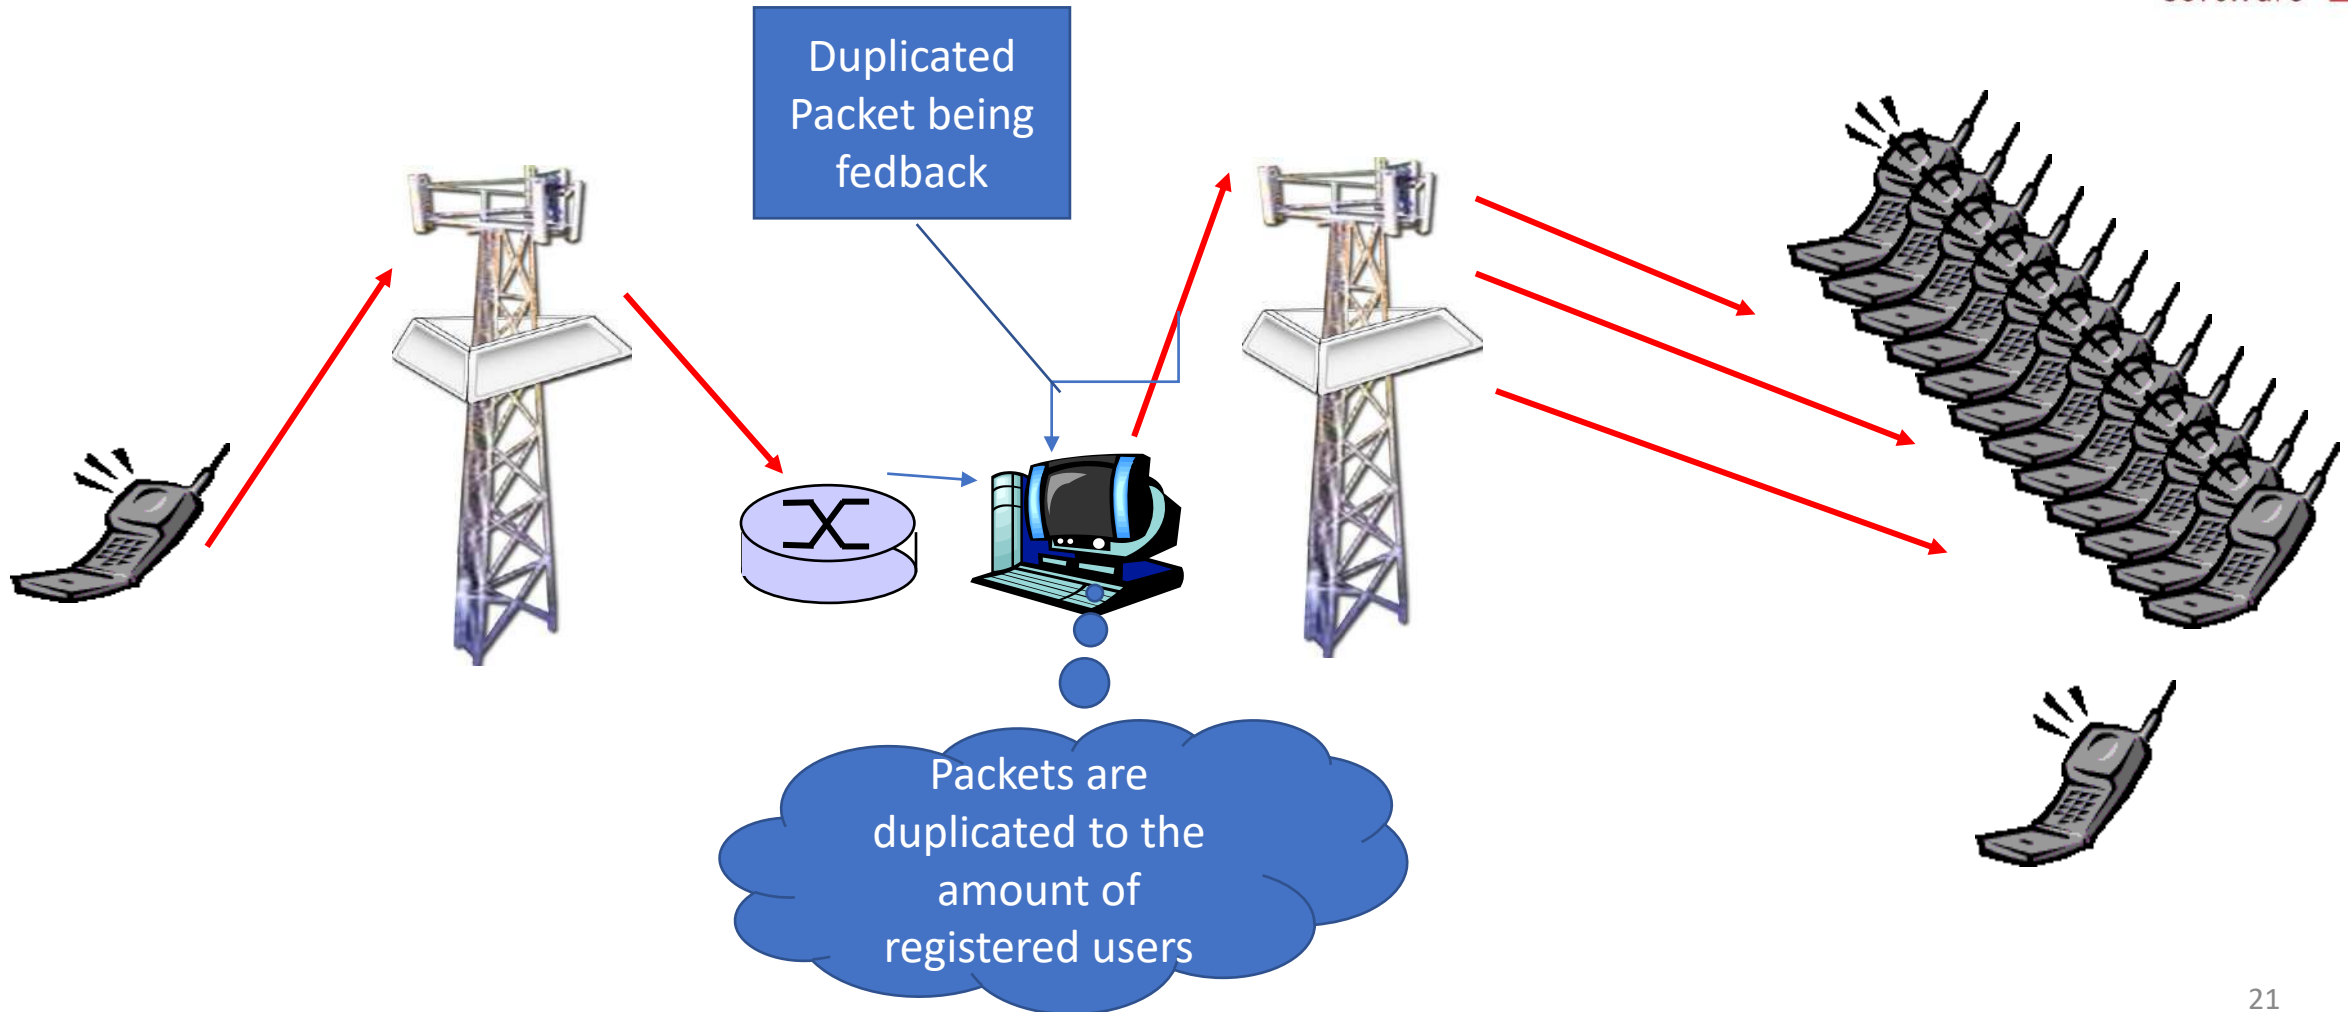 Duplicated
Packet being
fedback
Packets are
duplicated to the
amount of
registered users
21